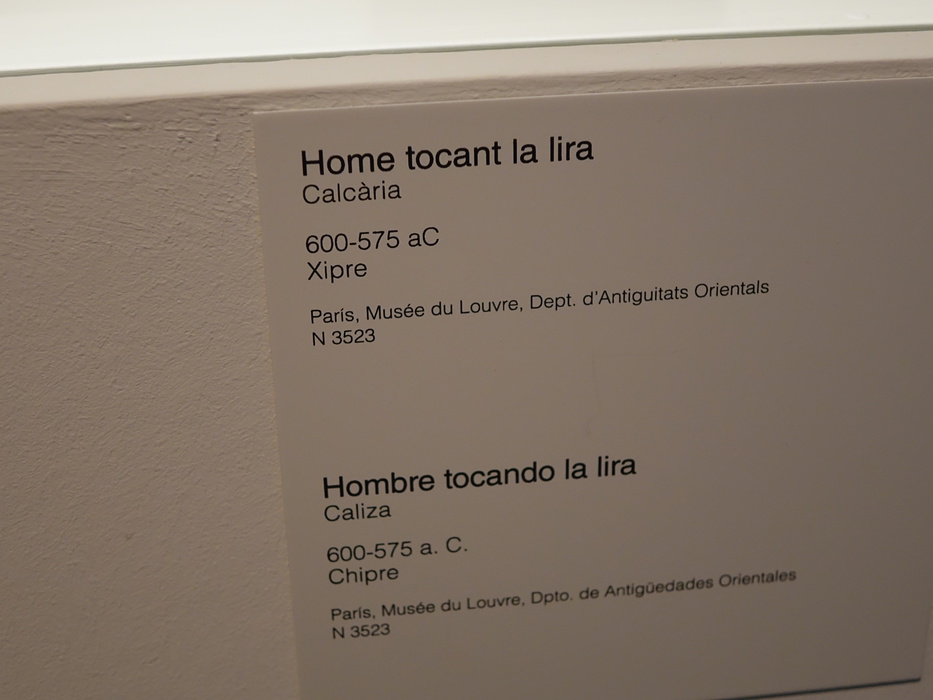 Home tocant la lira
Calcària
600-575 aC
Xipre
París, Musée du Louvre, Dept. d'Antiguitats Orientals
N 3523
Hombre tocando la lira
Caliza
600-575 a. C.
Chipre
París, Musée du Louvre, Dpto. de Antigüedades Orientales
N 3523